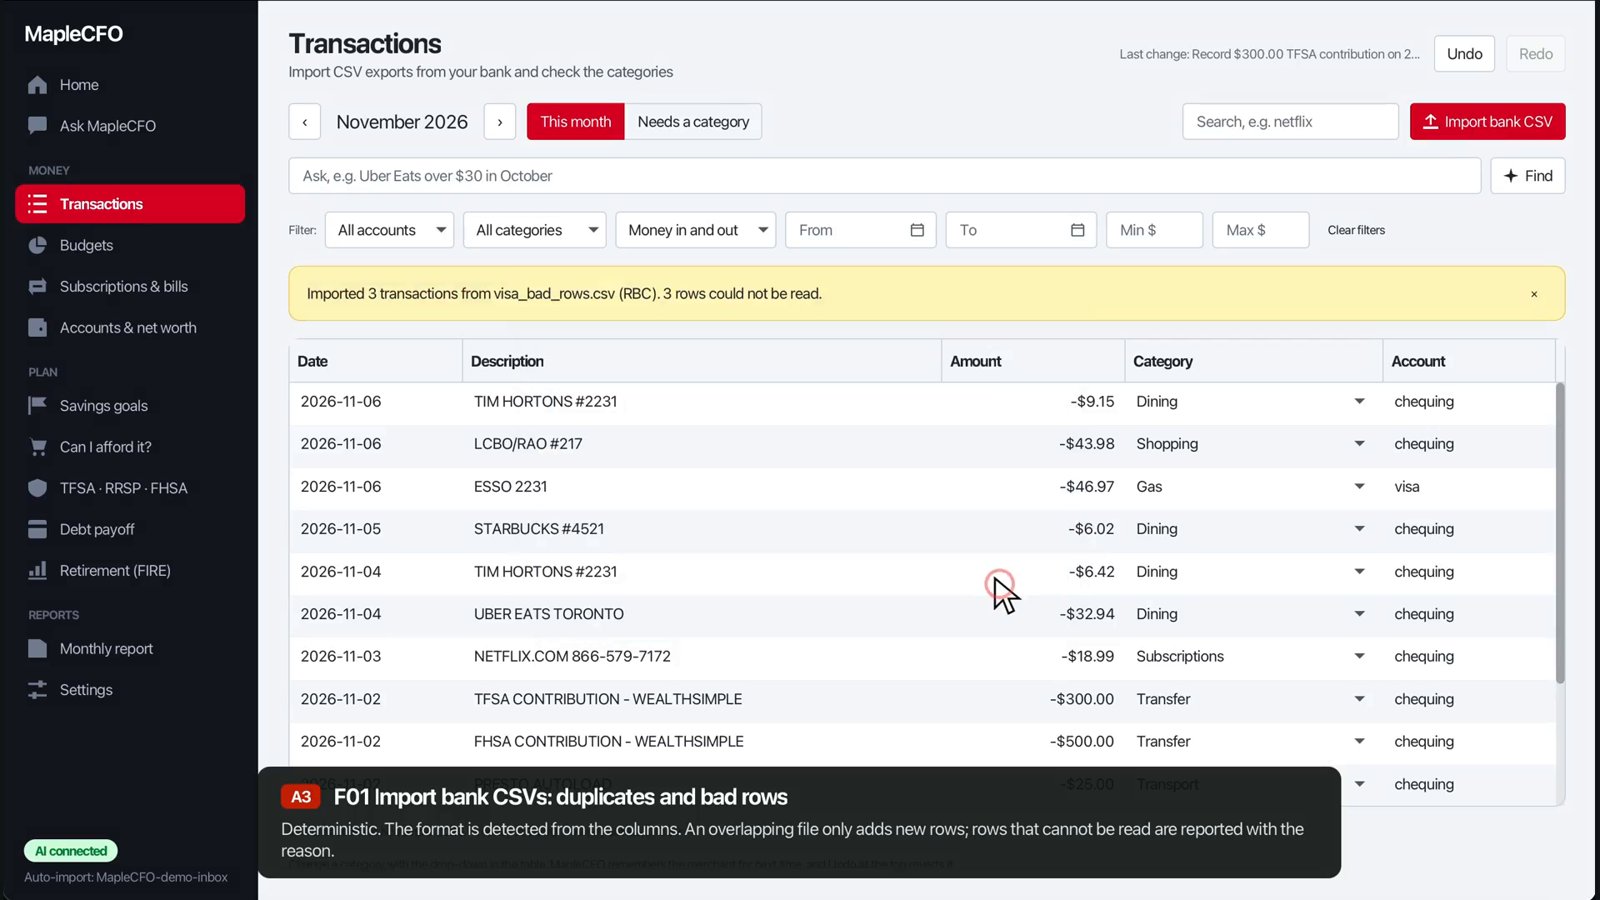 MapleCFO
Home
Ask MapleCFO
MONEY
Transactions
Budgets
Subscriptions & bills
Accounts & net worth
PLAN
Savings goals
Can I afford it?
TFSA · RRSP · FHSA
Debt payoff
Retirement (FIRE)
REPORTS
Monthly report
Settings
AI connected
Auto-import: MapleCFO-demo-inbox
Transactions
Import CSV exports from your bank and check the categories
Last change: Record $300.00 TFSA contribution on 2... Undo Redo
‹ November 2026 › This month Needs a category Search, e.g. netflix Import bank CSV
Ask, e.g. Uber Eats over $30 in October Find
Filter: All accounts All categories Money in and out From To Min $ Max $ Clear filters
Imported 3 transactions from visa_bad_rows.csv (RBC). 3 rows could not be read. ×
Date Description Amount Category Account
2026-11-06 TIM HORTONS #2231 -$9.15 Dining chequing
2026-11-06 LCBO/RAO #217 -$43.98 Shopping chequing
2026-11-06 ESSO 2231 -$46.97 Gas visa
2026-11-05 STARBUCKS #4521 -$6.02 Dining chequing
2026-11-04 TIM HORTONS #2231 -$6.42 Dining chequing
2026-11-04 UBER EATS TORONTO -$32.94 Dining chequing
2026-11-03 NETFLIX.COM 866-579-7172 -$18.99 Subscriptions chequing
2026-11-02 TFSA CONTRIBUTION - WEALTHSIMPLE -$300.00 Transfer chequing
2026-11-02 FHSA CONTRIBUTION - WEALTHSIMPLE -$500.00 Transfer chequing
PRESTO AUTOLOAD -$25.00 Transport chequing
A3 F01 Import bank CSVs: duplicates and bad rows
Deterministic. The format is detected from the columns. An overlapping file only adds new rows; rows that cannot be read are reported with the
reason.